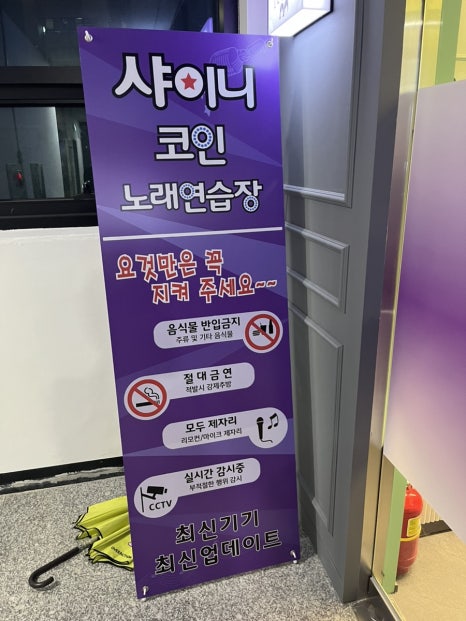 샤이니
코인
노래연습장
요것만은 꼭
지켜 주세요~~
음식물 반입금지
주류 및 기타 음식물
절대금연
적발시 강제추방
모두 제자리
리모컨/마이크 제자리
실시간 감시중
부적절한 행위 감시
CCTV
최신기기
최신업데이트